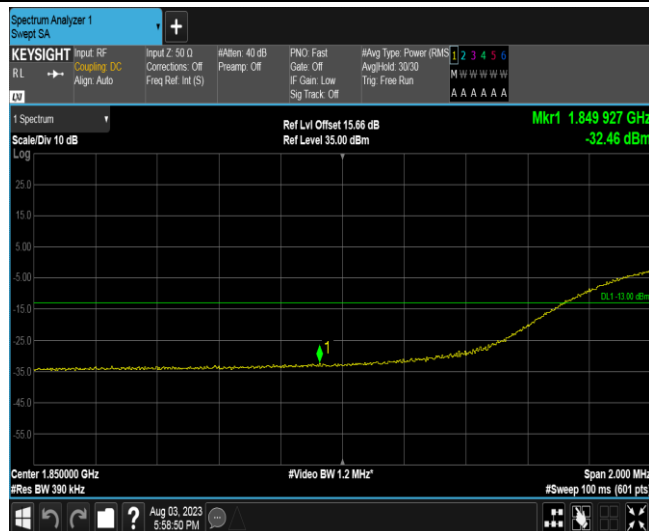 Spectrum Analyzer 1
Swept SA
+
KEYSIGHT
RL
LXI
Input: RF
Coupling: DC
Align: Auto
Input Z: 50 Ω
Corrections: Off
Freq Ref: Int (S)
#Atten: 40 dB
Preamp: Off
PNO: Fast
Gate: Off
IF Gain: Low
Sig Track: Off
#Avg Type: Power (RMS
Avg|Hold: 30/30
Trig: Free Run
1 2 3 4 5 6
M W W W W W
A A A A A A
1 Spectrum
Scale/Div 10 dB
Ref Lvl Offset 15.66 dB
Ref Level 35.00 dBm
Mkr1 1.849 927 GHz
-32.46 dBm
Log
25.0
15.0
5.00
-5.00
-15.0
-25.0
-35.0
-45.0
-55.0
DL1 -13.00 dBm
1
Center 1.850000 GHz
#Res BW 390 kHz
#Video BW 1.2 MHz*
Span 2.000 MHz
#Sweep 100 ms (601 pts)
?
Aug 03, 2023
5:58:50 PM